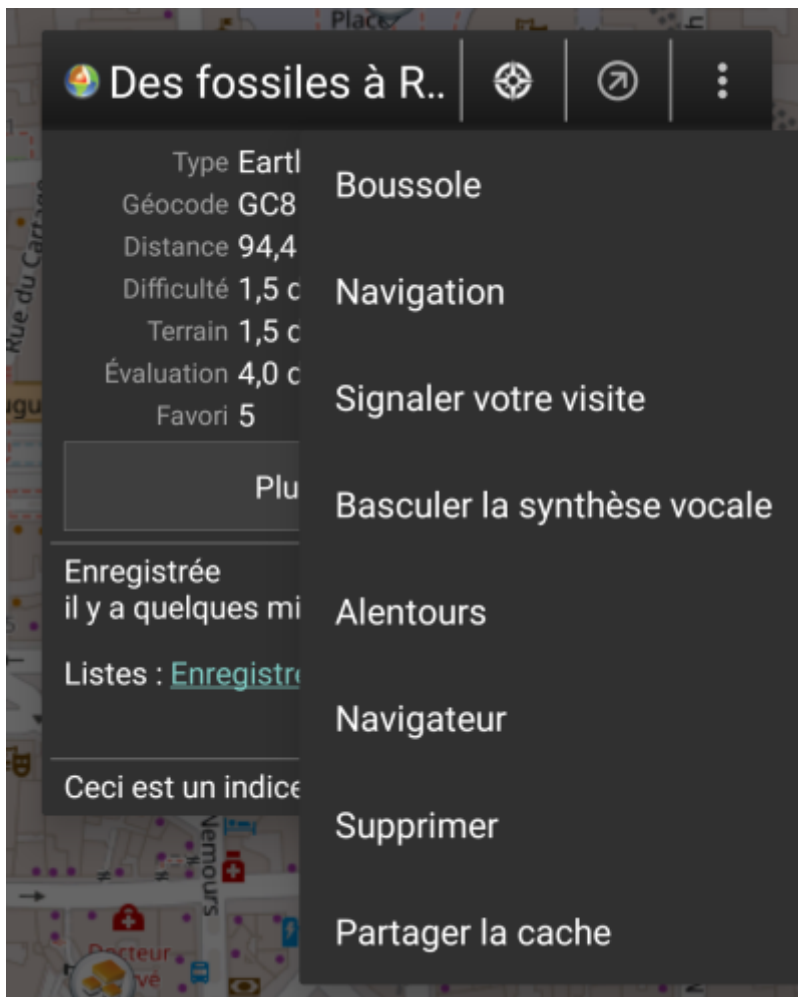 Place
Des fossiles à R..
Type Eartl
Géocode GC8
Distance 94,4
Difficulté 1,5 c
Terrain 1,5 c
Évaluation 4,0 c
Favori 5
Plu
Enregistrée
il y a quelques mi
Listes : Enregistre
Ceci est un indice
Boussole
Navigation
Signaler votre visite
Basculer la synthèse vocale
Alentours
Navigateur
Supprimer
Partager la cache
Rue du Cartage
Nemours
Docteur